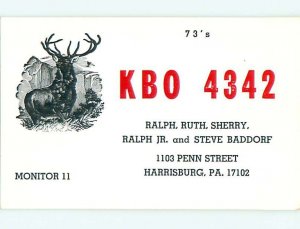 73's
KBO 4342
RALPH, RUTH, SHERRY,
RALPH JR. and STEVE BADDORF
1103 PENN STREET
HARRISBURG, PA. 17102
MONITOR 11